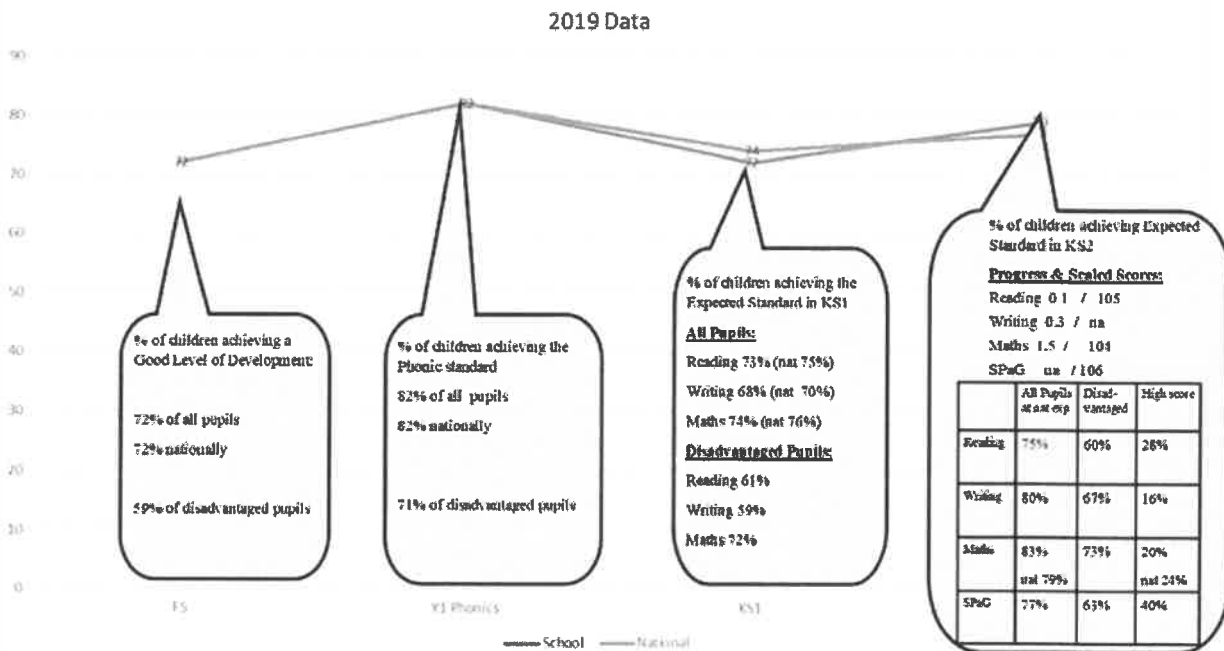 2019 Data
90
80
70
60
50
40
30
20
10
0
72
82
74
72
% of children achieving a
Good Level of Development:
72% of all pupils
72% nationally
59% of disadvantaged pupils
% of children achieving the
Phonic standard
82% of all pupils
82% nationally
71% of disadvantaged pupils
% of children achieving the
Expected Standard in KS1
All Pupils:
Reading 73% (nat 75%)
Writing 68% (nat 70%)
Maths 74% (nat 76%)
Disadvantaged Pupils:
Reading 61%
Writing 59%
Maths 72%
% of children achieving Expected
Standard in KS2
Progress & Scaled Scores:
Reading 0.1 / 105
Writing 0.3 / na
Maths 1.5 / 104
SPaG na / 106
All Pupils Disad- High score
at nat exp vantaged
Reading 75% 60% 28%
Writing 80% 67% 16%
Maths 83% 73% 20%
nat 79% nat 24%
SPaG 77% 63% 40%
FS Y1 Phonics KS1
School National